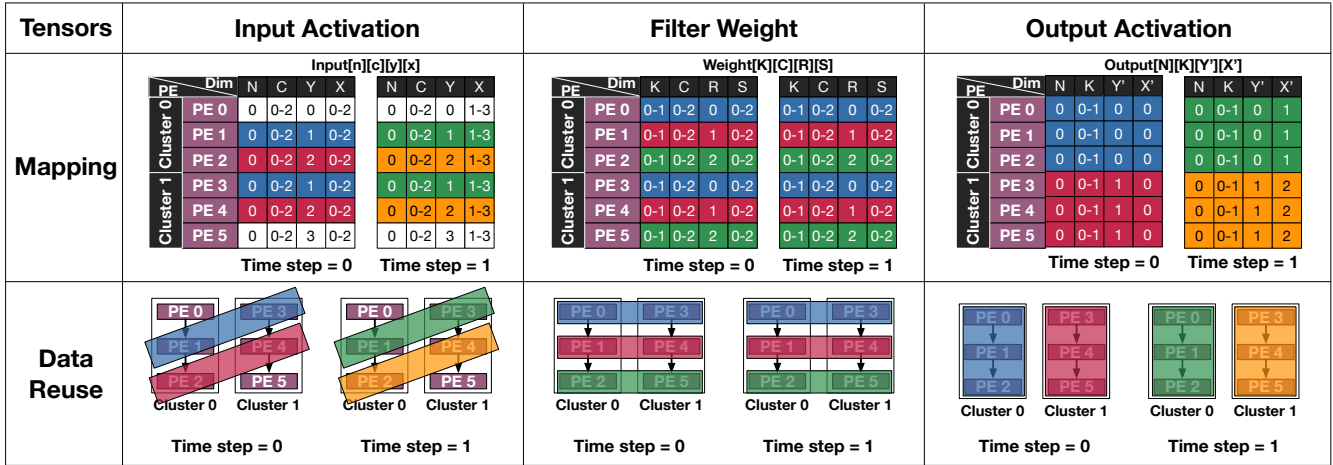 Tensors Input Activation Filter Weight Output Activation
Mapping
Input[n][c][y][x]
Dim N C Y X N C Y X
PE
Cluster 0
PE 0 0 0-2 0 0-2 0 0-2 0 1-3
PE 1 0 0-2 1 0-2 0 0-2 1 1-3
PE 2 0 0-2 2 0-2 0 0-2 2 1-3
Cluster 1
PE 3 0 0-2 1 0-2 0 0-2 1 1-3
PE 4 0 0-2 2 0-2 0 0-2 2 1-3
PE 5 0 0-2 3 0-2 0 0-2 3 1-3
Time step = 0 Time step = 1
Weight[K][C][R][S]
Dim K C R S K C R S
PE
Cluster 0
PE 0 0-1 0-2 0 0-2 0-1 0-2 0 0-2
PE 1 0-1 0-2 1 0-2 0-1 0-2 1 0-2
PE 2 0-1 0-2 2 0-2 0-1 0-2 2 0-2
Cluster 1
PE 3 0-1 0-2 0 0-2 0-1 0-2 0 0-2
PE 4 0-1 0-2 1 0-2 0-1 0-2 1 0-2
PE 5 0-1 0-2 2 0-2 0-1 0-2 2 0-2
Time step = 0 Time step = 1
Output[N][K][Y'][X']
Dim N K Y' X' N K Y' X'
PE
Cluster 0
PE 0 0 0-1 0 0 0 0-1 0 1
PE 1 0 0-1 0 0 0 0-1 0 1
PE 2 0 0-1 0 0 0 0-1 0 1
Cluster 1
PE 3 0 0-1 1 0 0 0-1 1 2
PE 4 0 0-1 1 0 0 0-1 1 2
PE 5 0 0-1 1 0 0 0-1 1 2
Time step = 0 Time step = 1
Data
Reuse
PE 0 PE 3 PE 0 PE 3
PE 1 PE 4 PE 1 PE 4
PE 2 PE 5 PE 2 PE 5
Cluster 0 Cluster 1 Cluster 0 Cluster 1
Time step = 0 Time step = 1
PE 0 PE 3 PE 0 PE 3
PE 1 PE 4 PE 1 PE 4
PE 2 PE 5 PE 2 PE 5
Cluster 0 Cluster 1 Cluster 0 Cluster 1
Time step = 0 Time step = 1
PE 0 PE 3 PE 0 PE 3
PE 1 PE 4 PE 1 PE 4
PE 2 PE 5 PE 2 PE 5
Cluster 0 Cluster 1 Cluster 0 Cluster 1
Time step = 0 Time step = 1